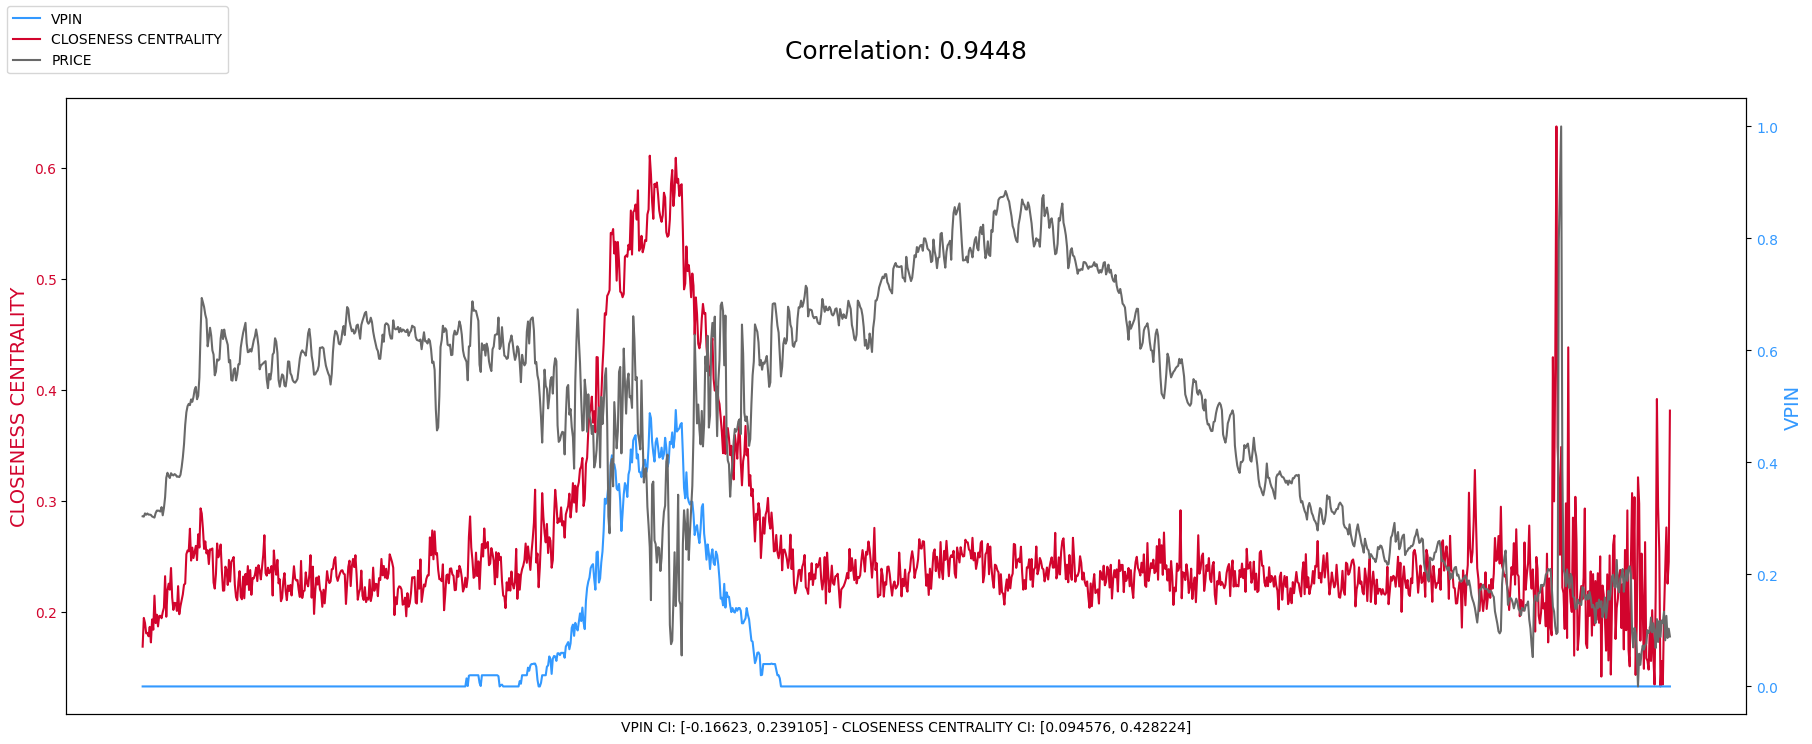 VPIN
CLOSENESS CENTRALITY
PRICE
Correlation: 0.9448
CLOSENESS CENTRALITY
0.6
0.5
0.4
0.3
0.2
1.0
0.8
0.6
0.4
0.2
0.0
VPIN
VPIN CI: [-0.16623, 0.239105] - CLOSENESS CENTRALITY CI: [0.094576, 0.428224]